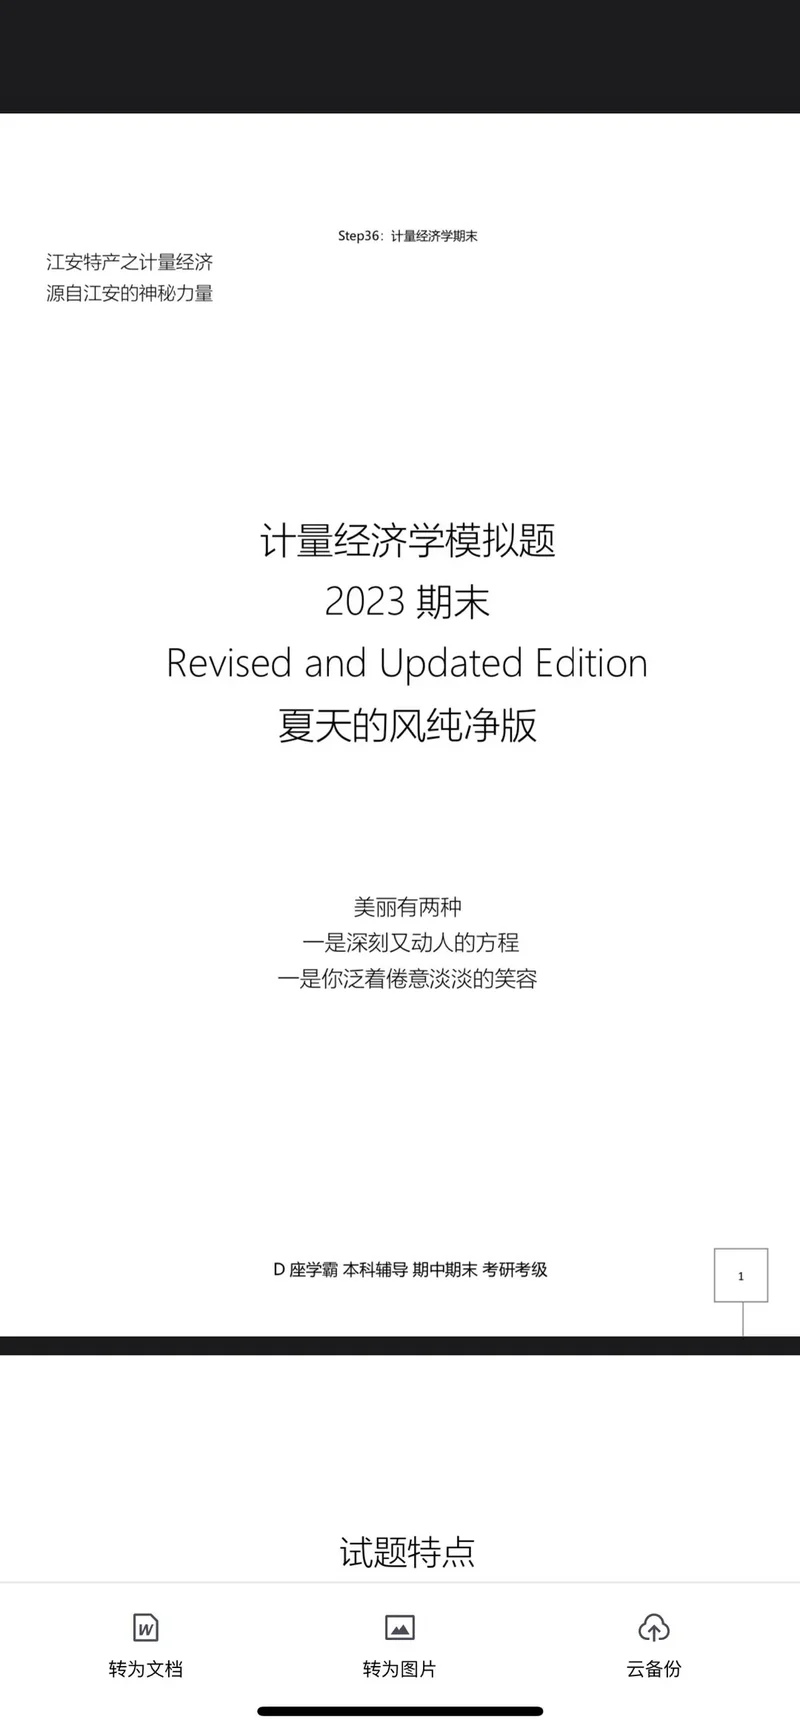 Step36：计量经济学期末
江安特产之计量经济
源自江安的神秘力量
计量经济学模拟题
2023 期末
Revised and Updated Edition
夏天的风纯净版
美丽有两种
一是深刻又动人的方程
一是你泛着倦意淡淡的笑容
D 座学霸 本科辅导 期中期末 考研考级
1
试题特点
转为文档
转为图片
云备份